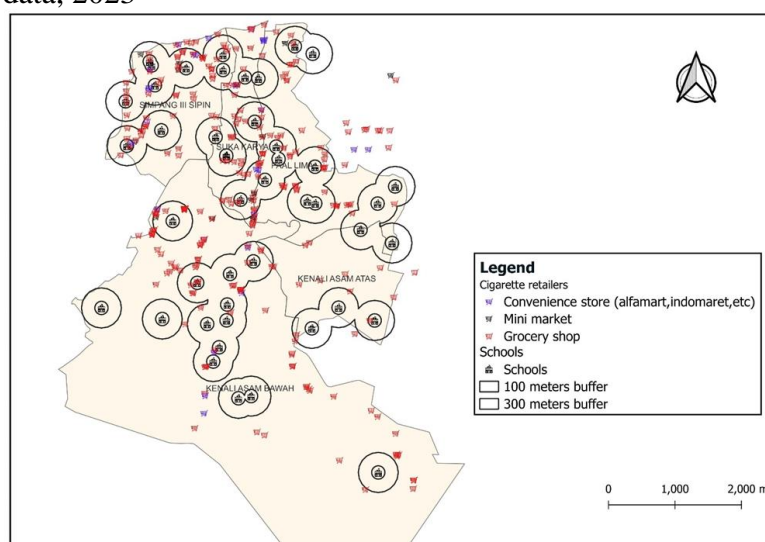 data, 2023
SIMPANG III SIPIN
SUKA KARYA
PAAL LIMA
KENALI ASAM ATAS
KENALI ASAM BAWAH
Legend
Cigarette retailers
Convenience store (alfamart,indomaret,etc)
Mini market
Grocery shop
Schools
Schools
100 meters buffer
300 meters buffer
0 1,000 2,000 m